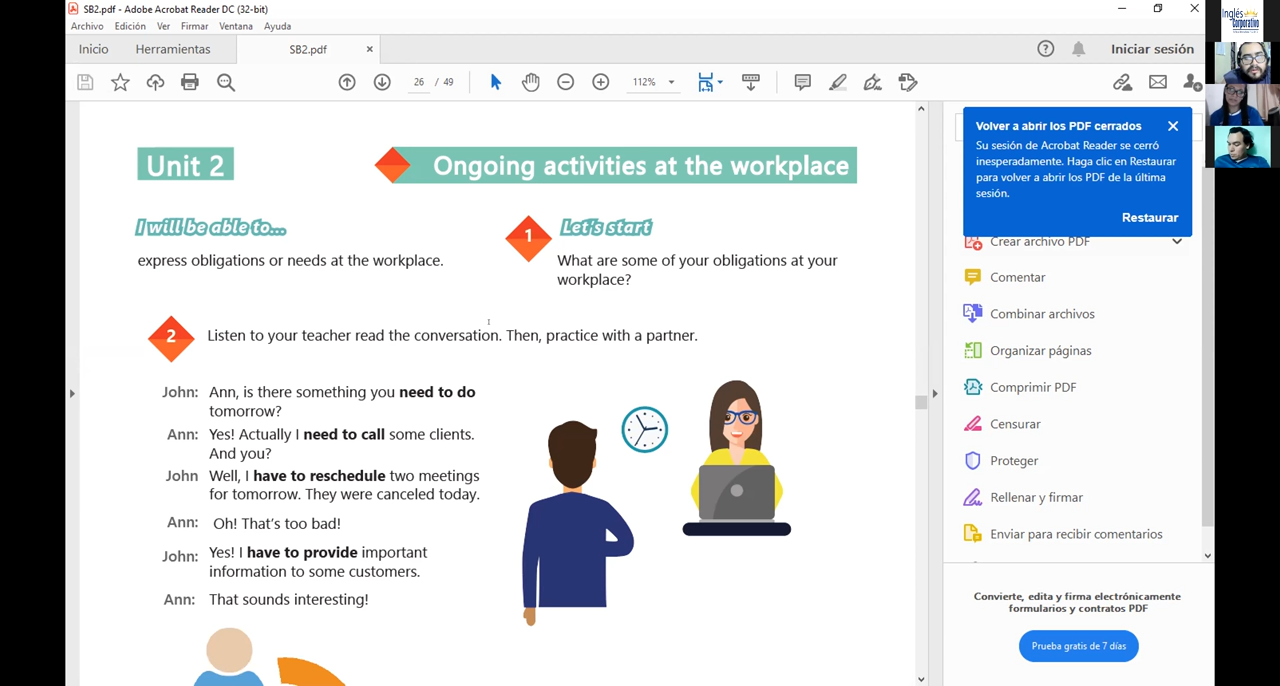 SB2.pdf - Adobe Acrobat Reader DC (32-bit)
Archivo Edición Ver Firmar Ventana Ayuda
Inicio Herramientas SB2.pdf Iniciar sesión
26 / 49 112%
Unit 2
Ongoing activities at the workplace
I will be able to...
express obligations or needs at the workplace.
1 Let's start
What are some of your obligations at your
workplace?
2 Listen to your teacher read the conversation. Then, practice with a partner.
John: Ann, is there something you need to do
tomorrow?
Ann: Yes! Actually I need to call some clients.
And you?
John Well, I have to reschedule two meetings
for tomorrow. They were canceled today.
Ann: Oh! That's too bad!
John: Yes! I have to provide important
information to some customers.
Ann: That sounds interesting!
Volver a abrir los PDF cerrados
Su sesión de Acrobat Reader se cerró
inesperadamente. Haga clic en Restaurar
para volver a abrir los PDF de la última
sesión.
Restaurar
Crear archivo PDF
Comentar
Combinar archivos
Organizar páginas
Comprimir PDF
Censurar
Proteger
Rellenar y firmar
Enviar para recibir comentarios
Convierte, edita y firma electrónicamente
formularios y contratos PDF
Prueba gratis de 7 días
Inglés
Corporativo